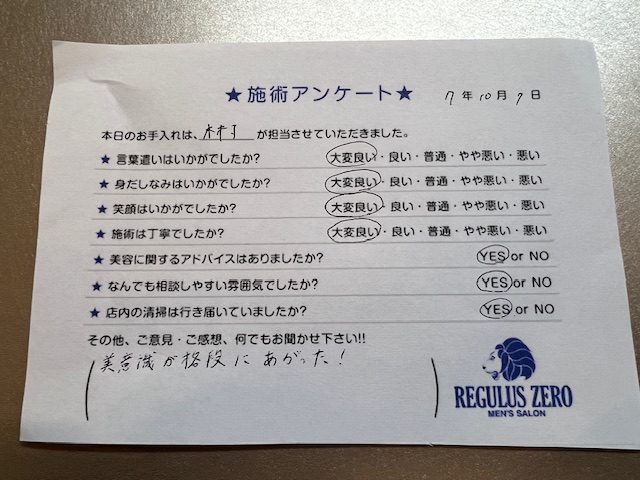 ★施術アンケート★ 7年10月9日
本日のお手入れは、木村が担当させていただきました。
★ 言葉遣いはいかがでしたか? 大変良い・良い・普通・やや悪い・悪い
★ 身だしなみはいかがでしたか? 大変良い・良い・普通・やや悪い・悪い
★ 笑顔はいかがでしたか? 大変良い・良い・普通・やや悪い・悪い
★ 施術は丁寧でしたか? 大変良い・良い・普通・やや悪い・悪い
★ 美容に関するアドバイスはありましたか? YES or NO
★ なんでも相談しやすい雰囲気でしたか? YES or NO
★ 店内の清掃は行き届いていましたか? YES or NO
その他、ご意見・ご感想、何でもお聞かせ下さい!!
美意識が格段にあがった!
REGULUS ZERO
MEN'S SALON